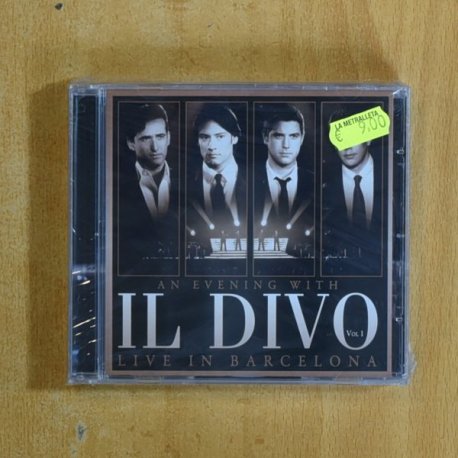 LA METRALLETA
€ 9,00
AN EVENING WITH
IL DIVO
VOL 1
LIVE IN BARCELONA